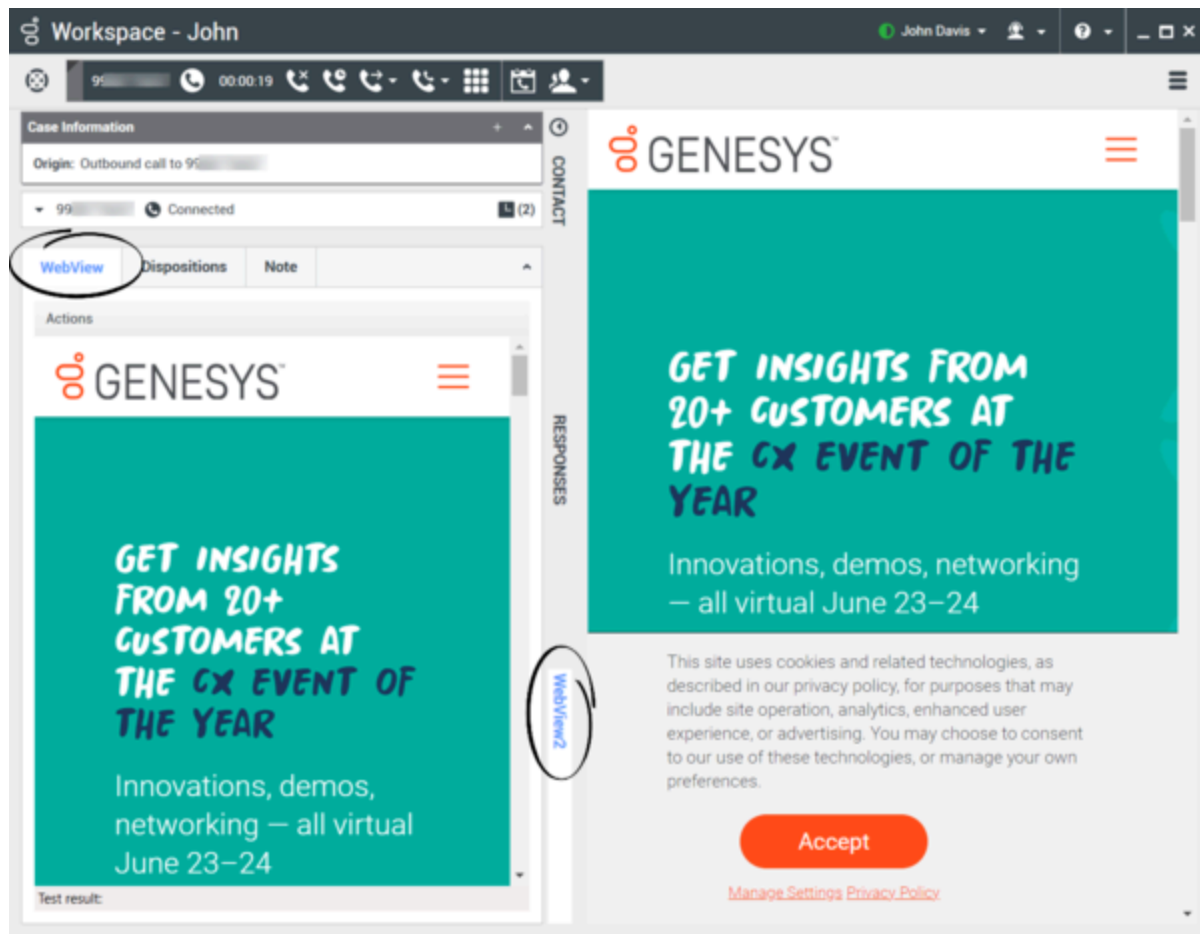 Workspace - John
John Davis
99
00:00:19
Case Information
Origin: Outbound call to 99
99 Connected (2)
WebView Dispositions Note
Actions
GENESYS™
GET INSIGHTS
FROM 20+
CUSTOMERS AT
THE CX EVENT OF
THE YEAR
Innovations, demos,
networking — all virtual
June 23–24
Test result:
CONTACT
RESPONSES
WebView2
GENESYS™
GET INSIGHTS FROM
20+ CUSTOMERS AT
THE CX EVENT OF THE
YEAR
Innovations, demos, networking
— all virtual June 23–24
This site uses cookies and related technologies, as
described in our privacy policy, for purposes that may
include site operation, analytics, enhanced user
experience, or advertising. You may choose to consent
to our use of these technologies, or manage your own
preferences.
Accept
Manage Settings Privacy Policy